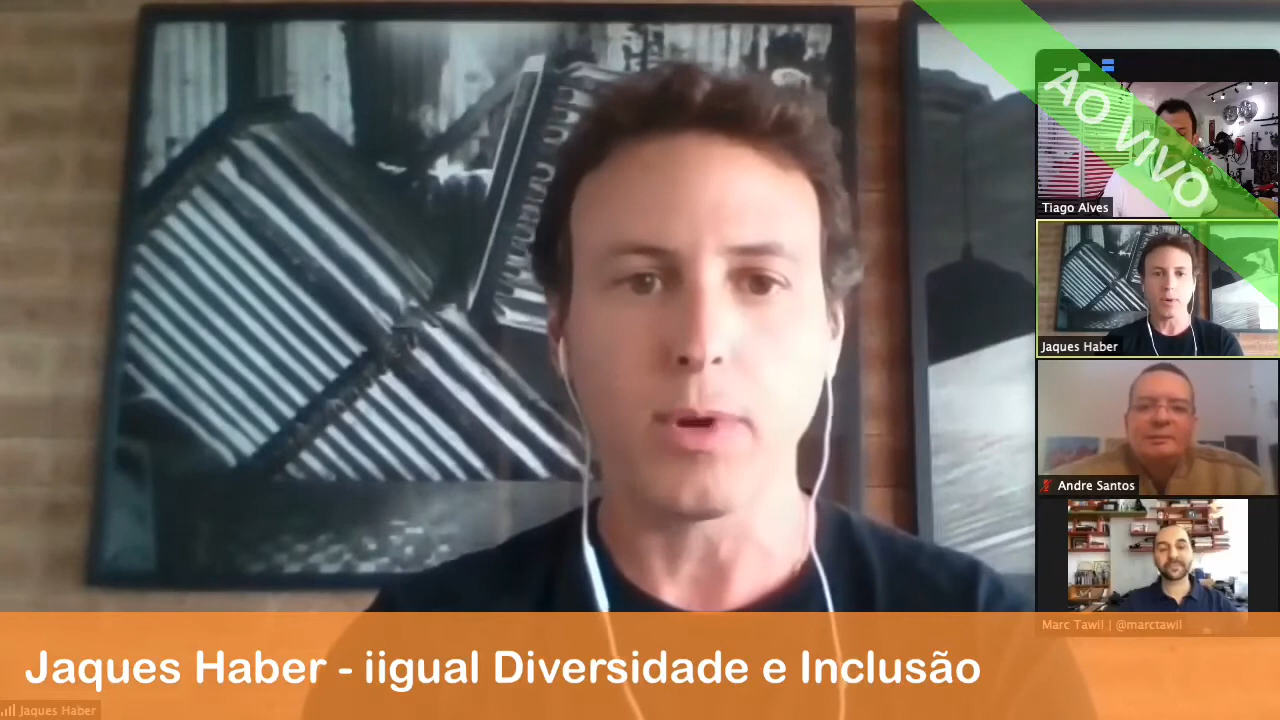 AO VIVO
Tiago Alves
Jaques Haber
Andre Santos
Marc Tawil | @marctawil
Jaques Haber - iigual Diversidade e Inclusão
Jaques Haber